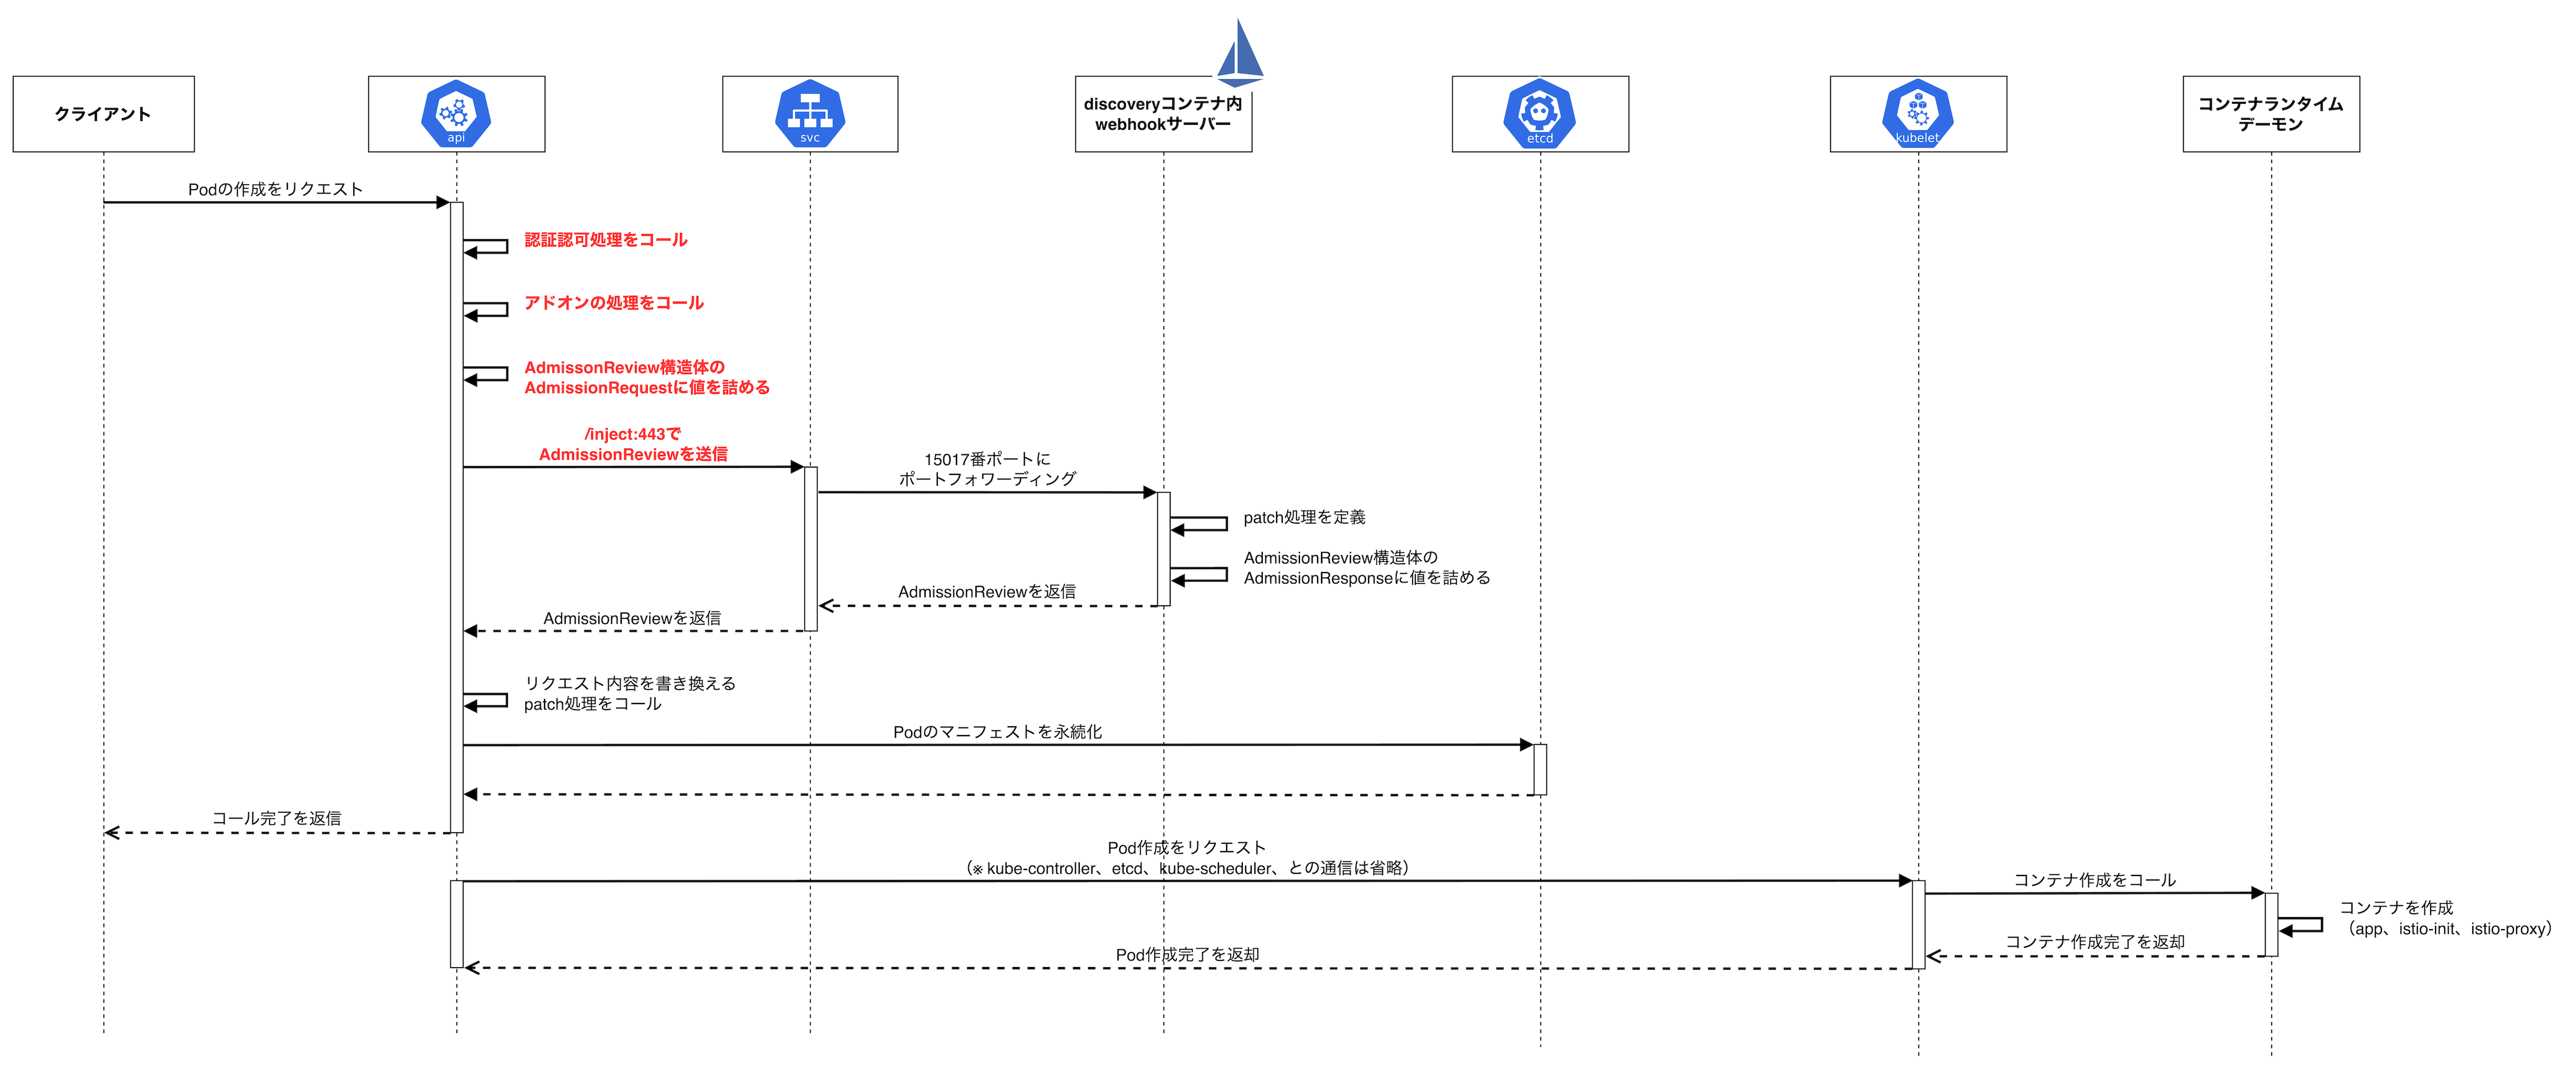 クライアント
api
svc
discoveryコンテナ内
webhookサーバー
etcd
kubelet
コンテナランタイム
デーモン
Podの作成をリクエスト
認証認可処理をコール
アドオンの処理をコール
AdmissonReview構造体の
AdmissionRequestに値を詰める
/inject:443で
AdmissionReviewを送信
15017番ポートに
ポートフォワーディング
patch処理を定義
AdmissionReview構造体の
AdmissionResponseに値を詰める
AdmissionReviewを返信
AdmissionReviewを返信
リクエスト内容を書き換える
patch処理をコール
Podのマニフェストを永続化
コール完了を返信
Pod作成をリクエスト
（※ kube-controller、etcd、kube-scheduler、との通信は省略）
コンテナ作成をコール
コンテナを作成
（app、istio-init、istio-proxy）
コンテナ作成完了を返却
Pod作成完了を返却